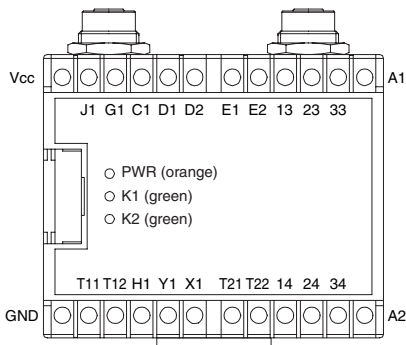 Vcc A1
J1 G1 C1 D1 D2 E1 E2 13 23 33
PWR (orange)
K1 (green)
K2 (green)
T11 T12 H1 Y1 X1 T21 T22 14 24 34
GND A2